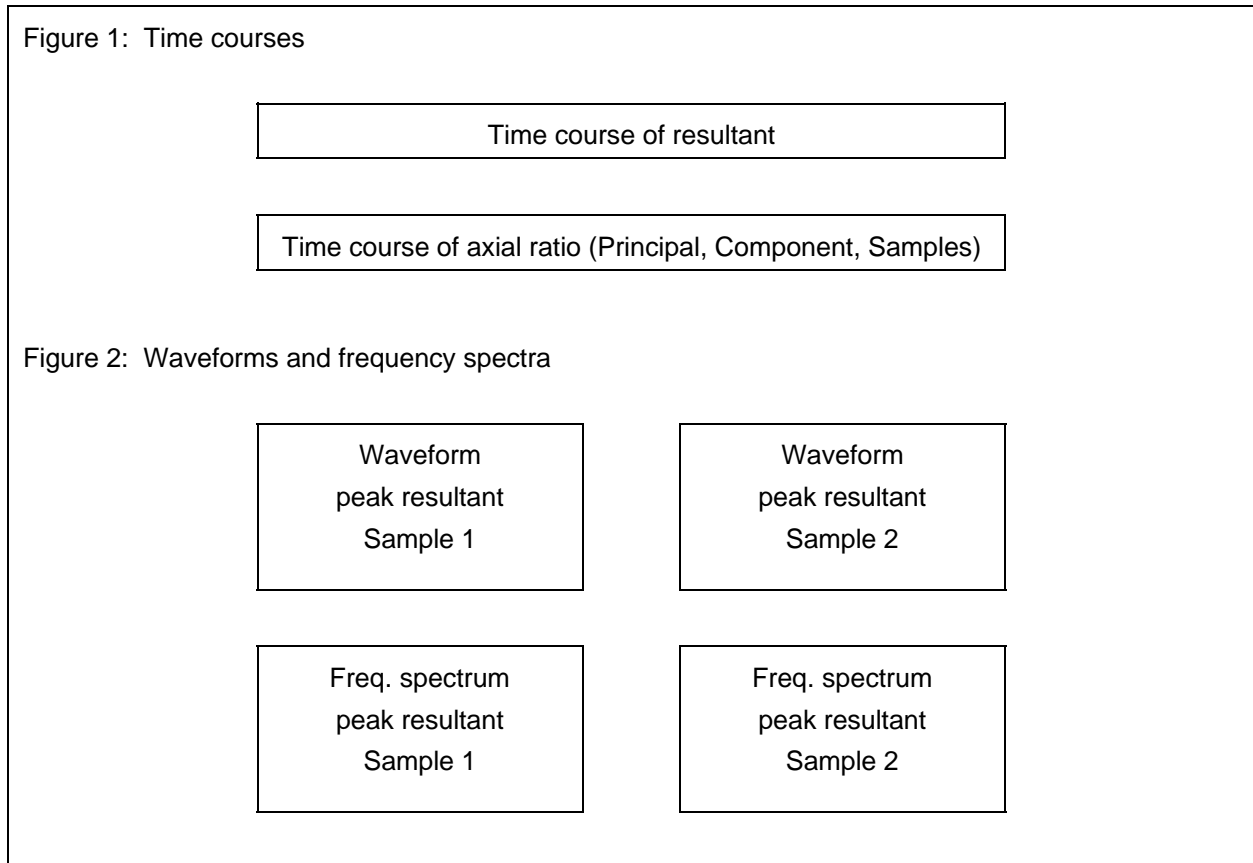 Figure 1:  Time courses
Time course of resultant
Time course of axial ratio (Principal, Component, Samples)
Figure 2:  Waveforms and frequency spectra
Waveform
peak resultant
Sample 1
Waveform
peak resultant
Sample 2
Freq. spectrum
peak resultant
Sample 1
Freq. spectrum
peak resultant
Sample 2